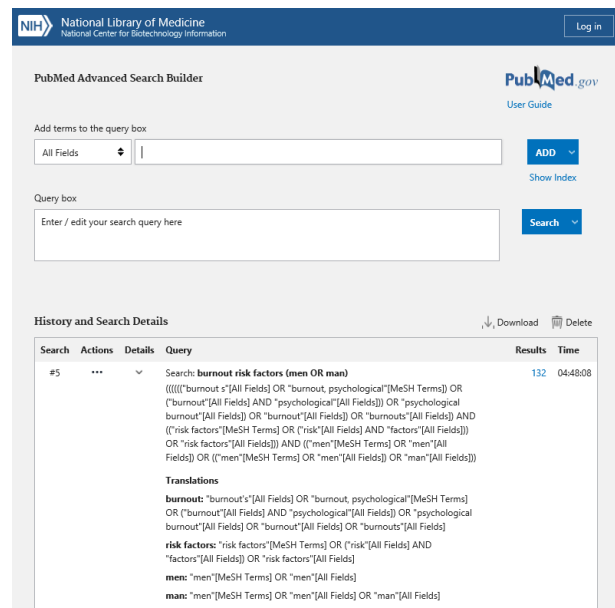 NIH National Library of Medicine
National Center for Biotechnology Information
Log in
PubMed Advanced Search Builder
PubMed.gov
User Guide
Add terms to the query box
All Fields
ADD
Show Index
Query box
Enter / edit your search query here
Search
History and Search Details
Download Delete
Search Actions Details Query Results Time
#5 ••• Search: burnout risk factors (men OR man) 132 04:48:08
(((((("burnout s"[All Fields] OR "burnout, psychological"[MeSH Terms]) OR
("burnout"[All Fields] AND "psychological"[All Fields])) OR "psychological
burnout"[All Fields]) OR "burnout"[All Fields]) OR "burnouts"[All Fields]) AND
(("risk factors"[MeSH Terms] OR ("risk"[All Fields] AND "factors"[All Fields]))
OR "risk factors"[All Fields])) AND (("men"[MeSH Terms] OR "men"[All
Fields]) OR (("men"[MeSH Terms] OR "men"[All Fields]) OR "man"[All Fields]))
Translations
burnout: "burnout's"[All Fields] OR "burnout, psychological"[MeSH Terms]
OR ("burnout"[All Fields] AND "psychological"[All Fields]) OR "psychological
burnout"[All Fields] OR "burnout"[All Fields] OR "burnouts"[All Fields]
risk factors: "risk factors"[MeSH Terms] OR ("risk"[All Fields] AND
"factors"[All Fields]) OR "risk factors"[All Fields]
men: "men"[MeSH Terms] OR "men"[All Fields]
man: "men"[MeSH Terms] OR "men"[All Fields] OR "man"[All Fields]